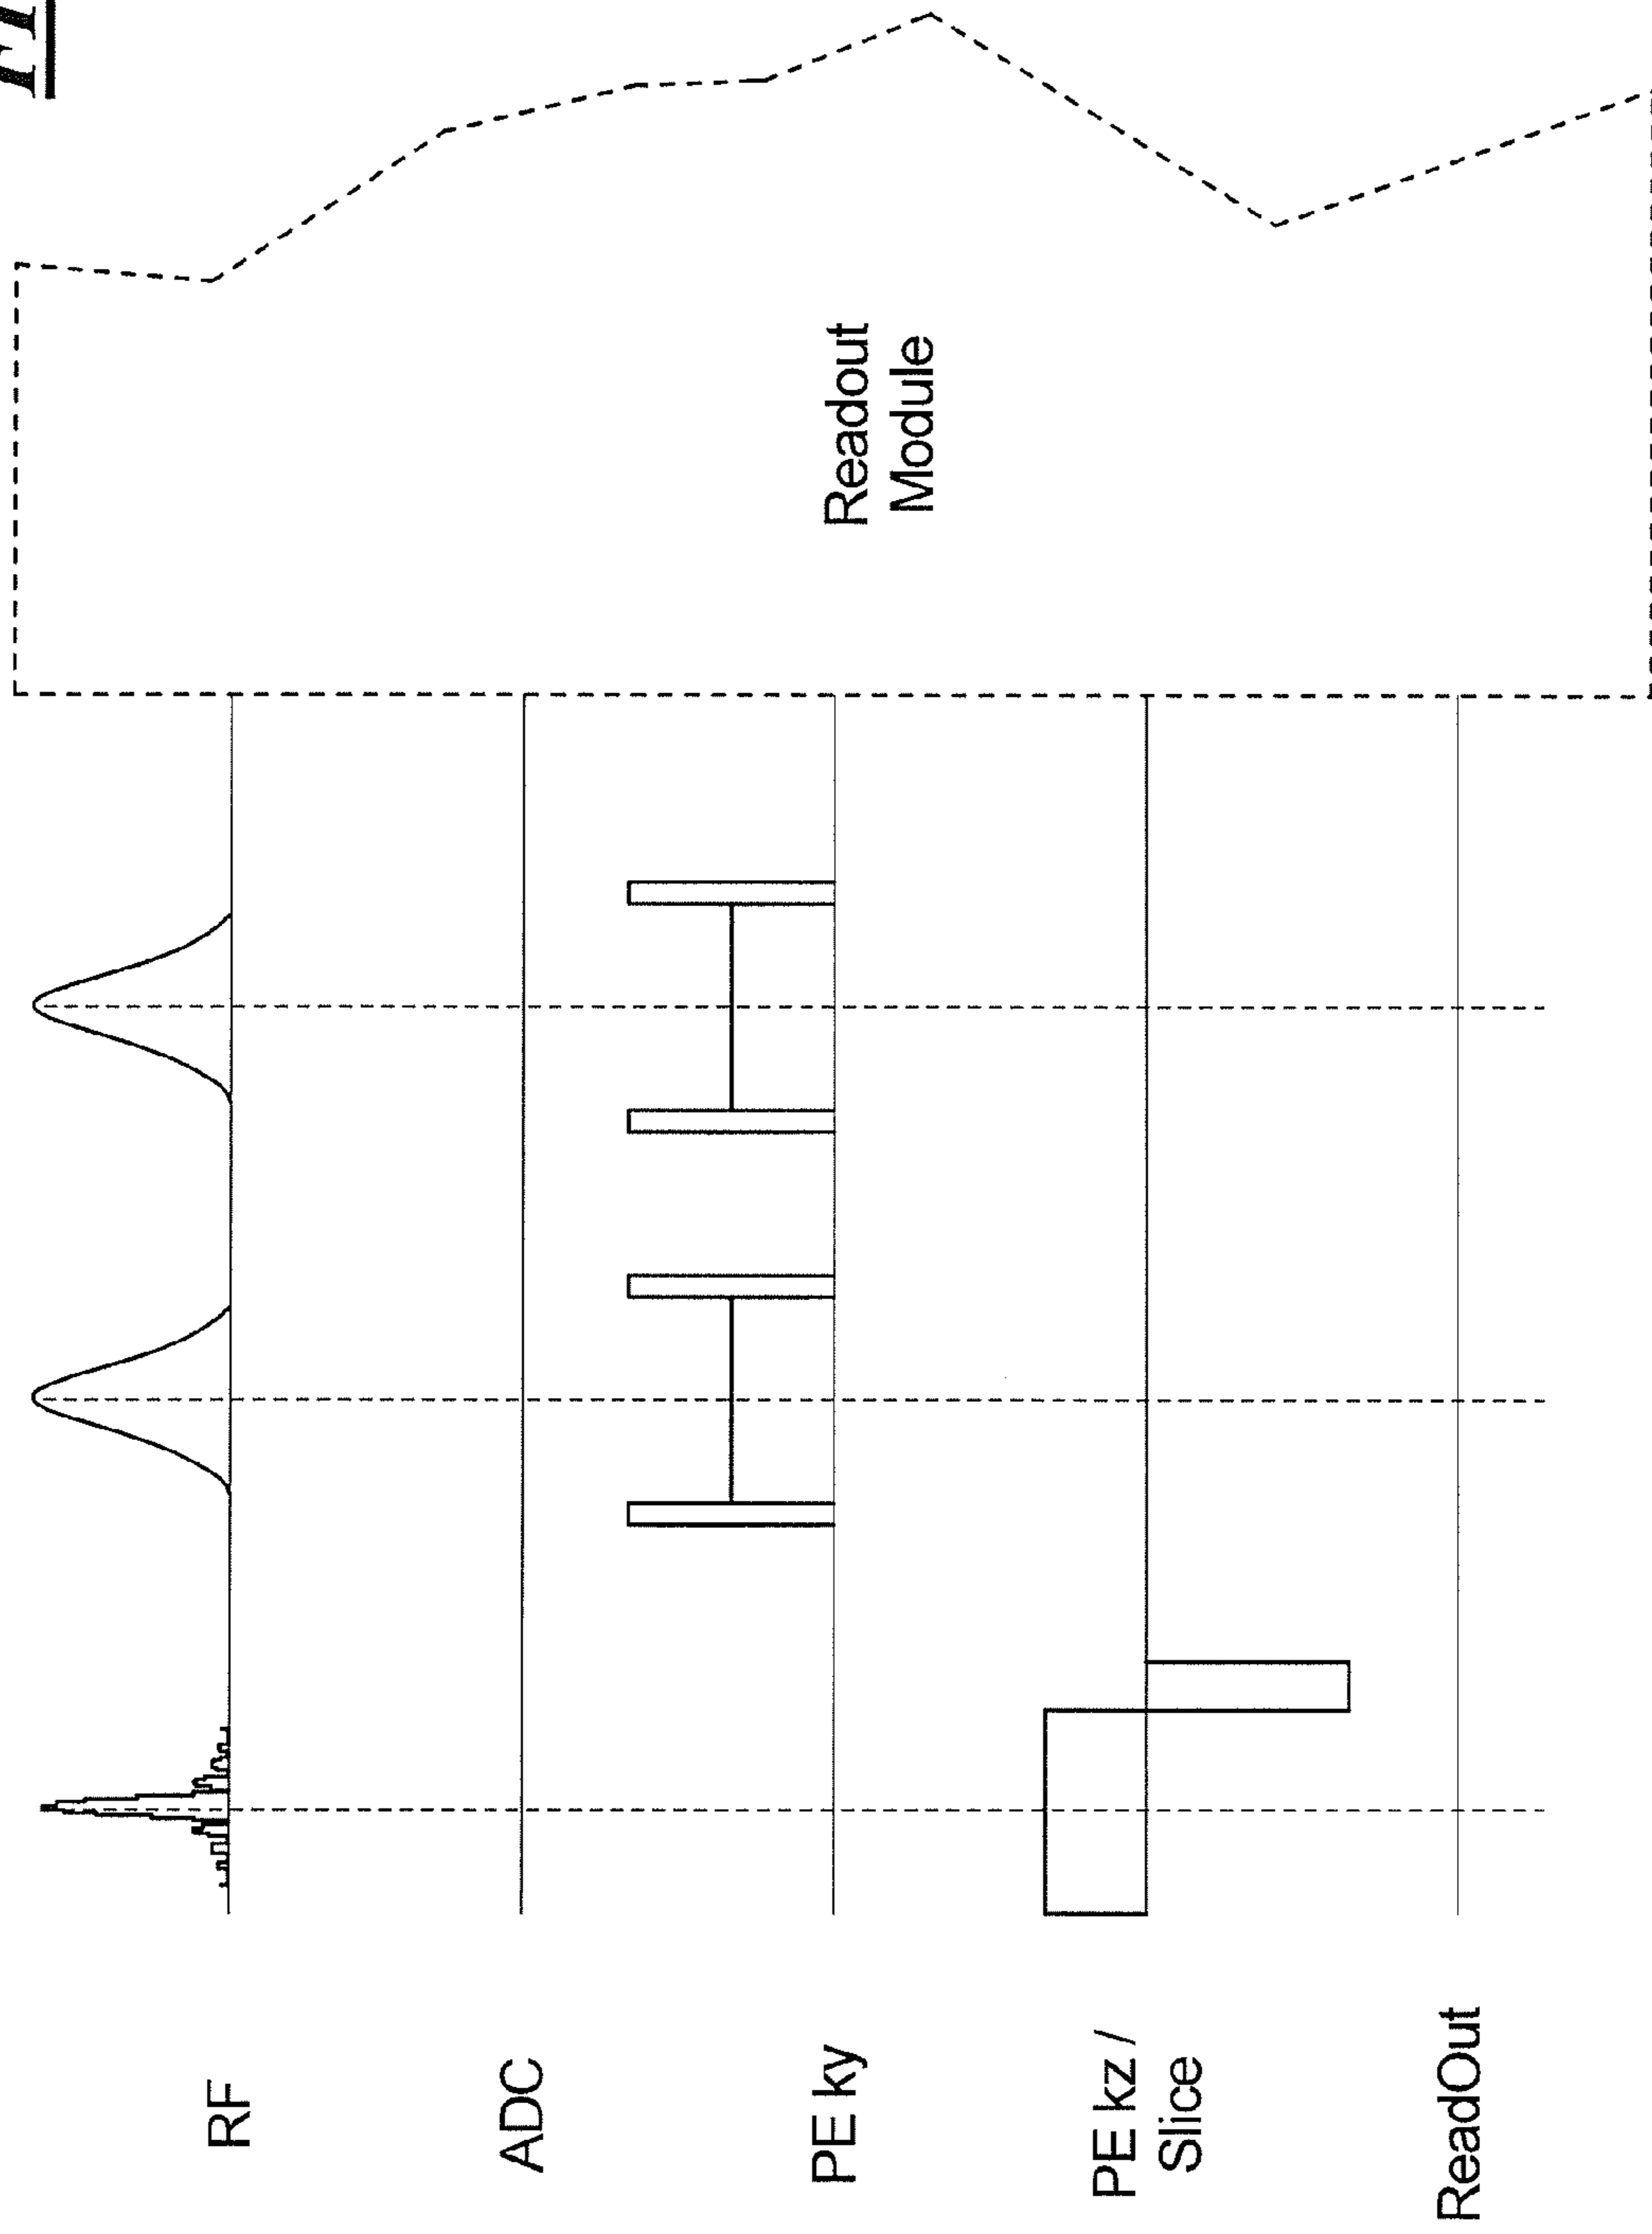 RF
ADC
PE ky
PE kz /
Slice
ReadOut
Readout
Module